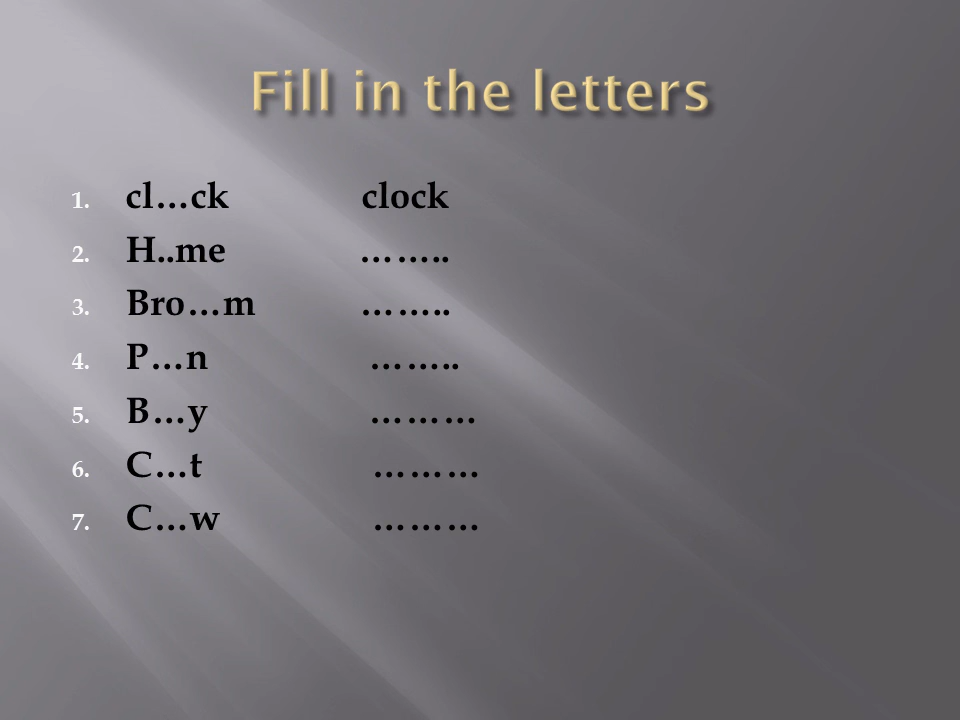 Fill in the letters
1. cl…ck clock
2. H..me ……..
3. Bro…m ……..
4. P…n ……..
5. B…y ………
6. C…t ………
7. C…w ………